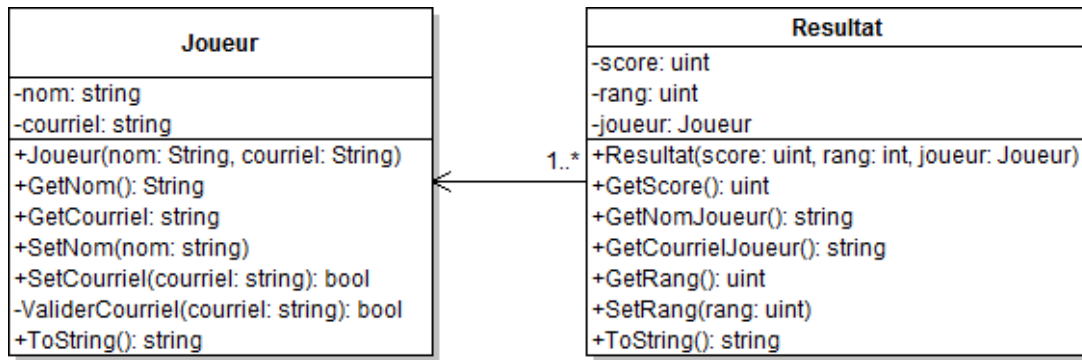 Joueur
-nom: string
-courriel: string
+Joueur(nom: String, courriel: String)
+GetNom(): String
+GetCourriel: string
+SetNom(nom: string)
+SetCourriel(courriel: string): bool
-ValiderCourriel(courriel: string): bool
+ToString(): string
1..*
Resultat
-score: uint
-rang: uint
-joueur: Joueur
+Resultat(score: uint, rang: int, joueur: Joueur)
+GetScore(): uint
+GetNomJoueur(): string
+GetCourrielJoueur(): string
+GetRang(): uint
+SetRang(rang: uint)
+ToString(): string